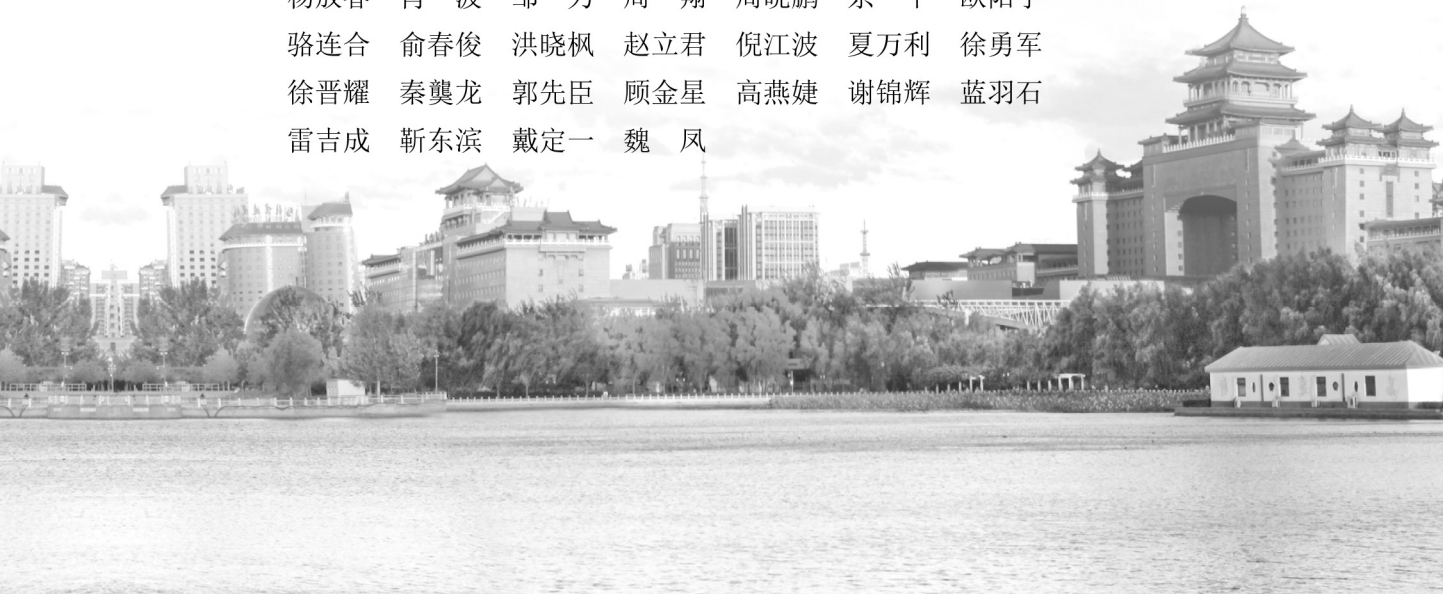 骆连合　俞春俊　洪晓枫　赵立君　倪江波　夏万利　徐勇军
徐晋耀　秦龑龙　郭先臣　顾金星　高燕婕　谢锦辉　蓝羽石
雷吉成　靳东滨　戴定一　魏　凤